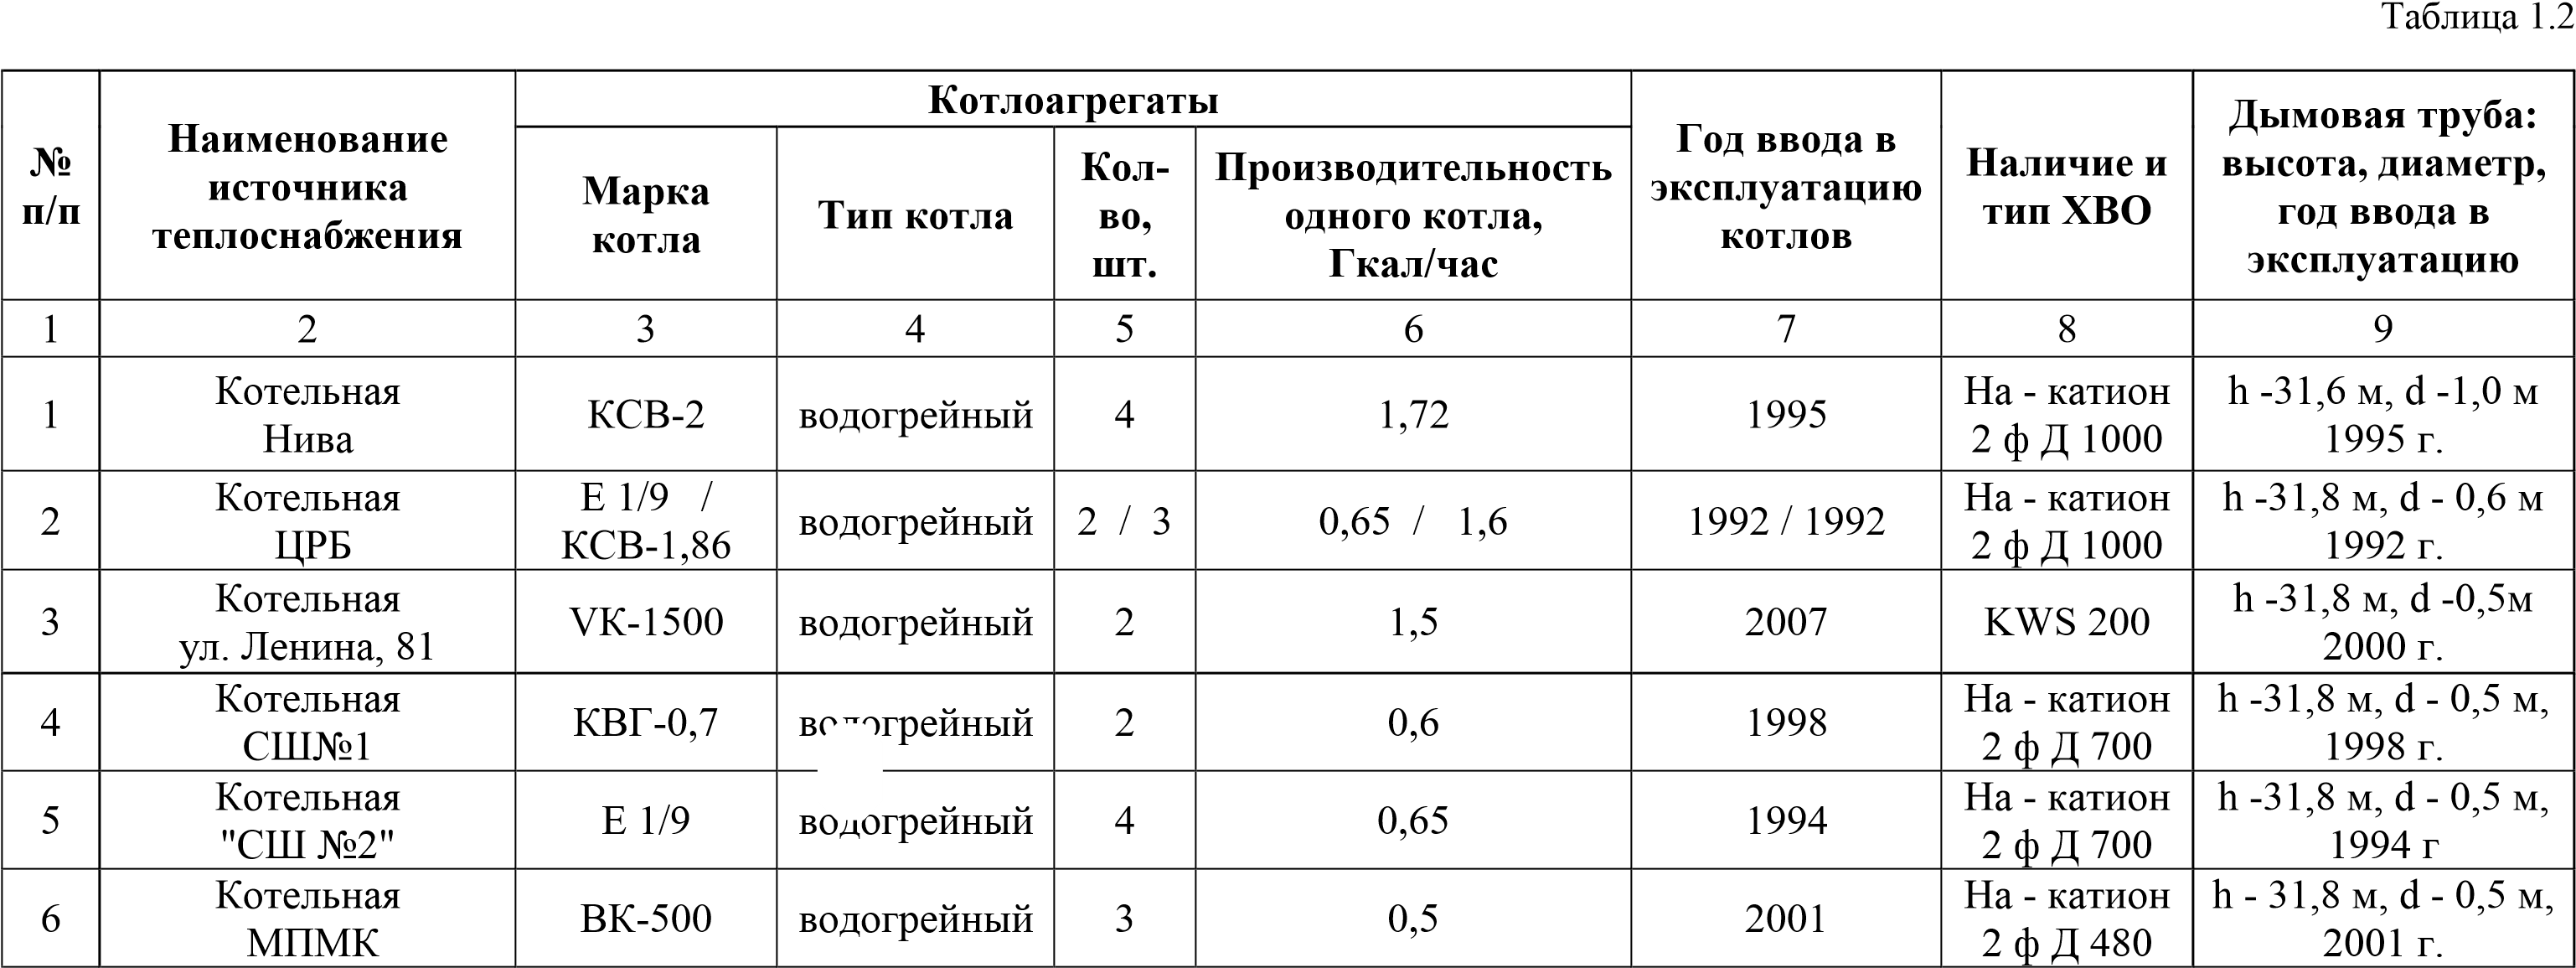 Таблица 1.2
№ п/п
Наименование источника теплоснабжения
Котлоагрегаты
Марка котла
Тип котла
Кол-во, шт.
Производительность одного котла, Гкал/час
Год ввода в эксплуатацию котлов
Наличие и тип ХВО
Дымовая труба: высота, диаметр, год ввода в эксплуатацию
1 2 3 4 5 6 7 8 9
1 Котельная Нива КСВ-2 водогрейный 4 1,72 1995 На - катион 2 ф Д 1000 h -31,6 м, d -1,0 м 1995 г.
2 Котельная ЦРБ Е 1/9 / КСВ-1,86 водогрейный 2 / 3 0,65 / 1,6 1992 / 1992 На - катион 2 ф Д 1000 h -31,8 м, d - 0,6 м 1992 г.
3 Котельная ул. Ленина, 81 VK-1500 водогрейный 2 1,5 2007 KWS 200 h -31,8 м, d -0,5м 2000 г.
4 Котельная СШ№1 КВГ-0,7 водогрейный 2 0,6 1998 На - катион 2 ф Д 700 h -31,8 м, d - 0,5 м, 1998 г.
5 Котельная "СШ №2" Е 1/9 водогрейный 4 0,65 1994 На - катион 2 ф Д 700 h -31,8 м, d - 0,5 м, 1994 г
6 Котельная МПМК ВК-500 водогрейный 3 0,5 2001 На - катион 2 ф Д 480 h - 31,8 м, d - 0,5 м, 2001 г.